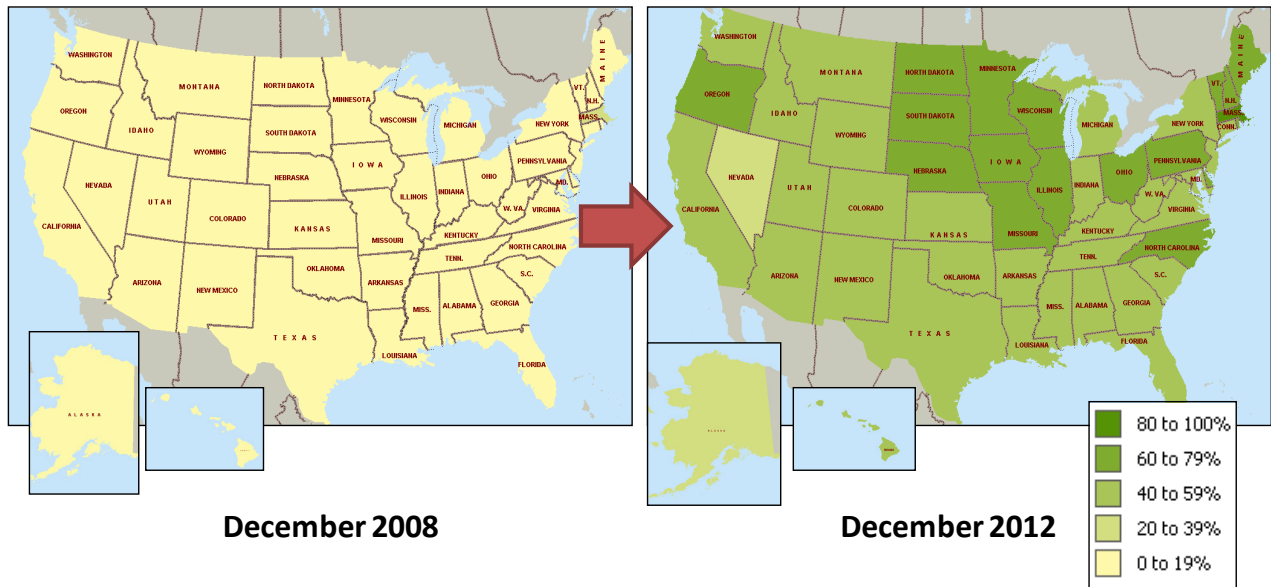 WASHINGTON
MONTANA
NORTH DAKOTA
MINNESOTA
MAINE
VT.
N.H.
MASS.
OREGON
IDAHO
SOUTH DAKOTA
WISCONSIN
MICHIGAN
NEW YORK
WYOMING
IOWA
PENNSYLVANIA
NEBRASKA
NEVADA
UTAH
COLORADO
ILLINOIS
INDIANA
OHIO
MD.
W. VA.
VIRGINIA
CALIFORNIA
KANSAS
MISSOURI
KENTUCKY
NORTH CAROLINA
TENN.
ARIZONA
NEW MEXICO
OKLAHOMA
ARKANSAS
S.C.
MISS.
ALABAMA
GEORGIA
TEXAS
LOUISIANA
FLORIDA
ALASKA
December 2008
WASHINGTON
MONTANA
NORTH DAKOTA
MINNESOTA
MAINE
VT.
N.H.
MASS.
CONN.
OREGON
IDAHO
SOUTH DAKOTA
WISCONSIN
MICHIGAN
NEW YORK
WYOMING
IOWA
PENNSYLVANIA
NEBRASKA
NEVADA
UTAH
COLORADO
ILLINOIS
INDIANA
OHIO
MD.
W. VA.
VIRGINIA
CALIFORNIA
KANSAS
MISSOURI
KENTUCKY
NORTH CAROLINA
TENN.
ARIZONA
NEW MEXICO
OKLAHOMA
ARKANSAS
S.C.
MISS.
ALABAMA
GEORGIA
TEXAS
LOUISIANA
FLORIDA
ALASKA
December 2012
80 to 100%
60 to 79%
40 to 59%
20 to 39%
0 to 19%